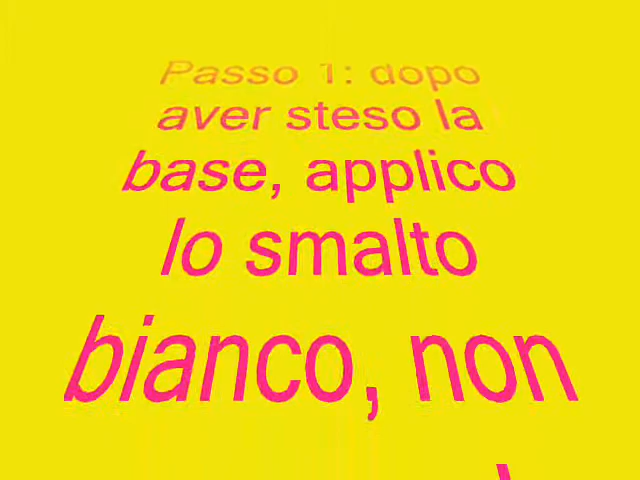 Passo 1: dopo
aver steso la
base, applico
lo smalto
bianco, non